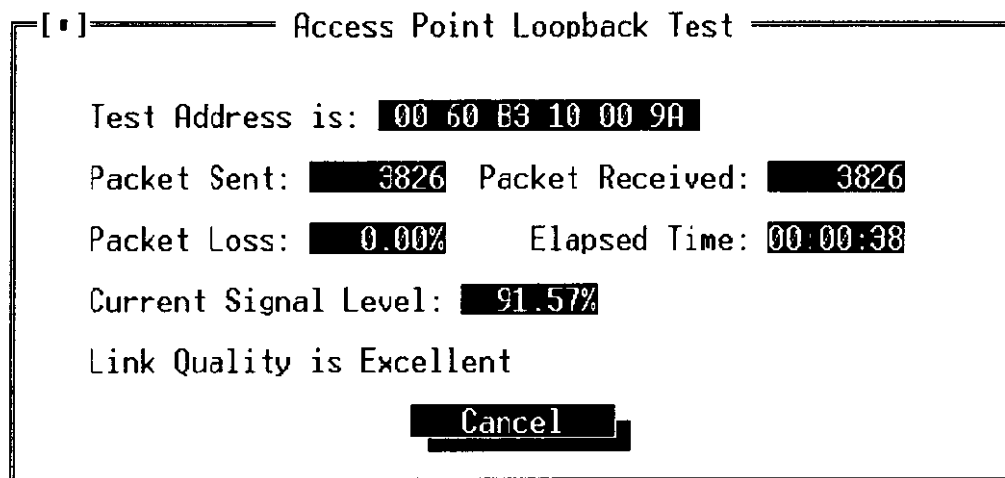 [▪] Access Point Loopback Test
Test Address is: 00 60 B3 10 00 9A
Packet Sent: 3826 Packet Received: 3826
Packet Loss: 0.00% Elapsed Time: 00:00:38
Current Signal Level: 91.57%
Link Quality is Excellent
Cancel